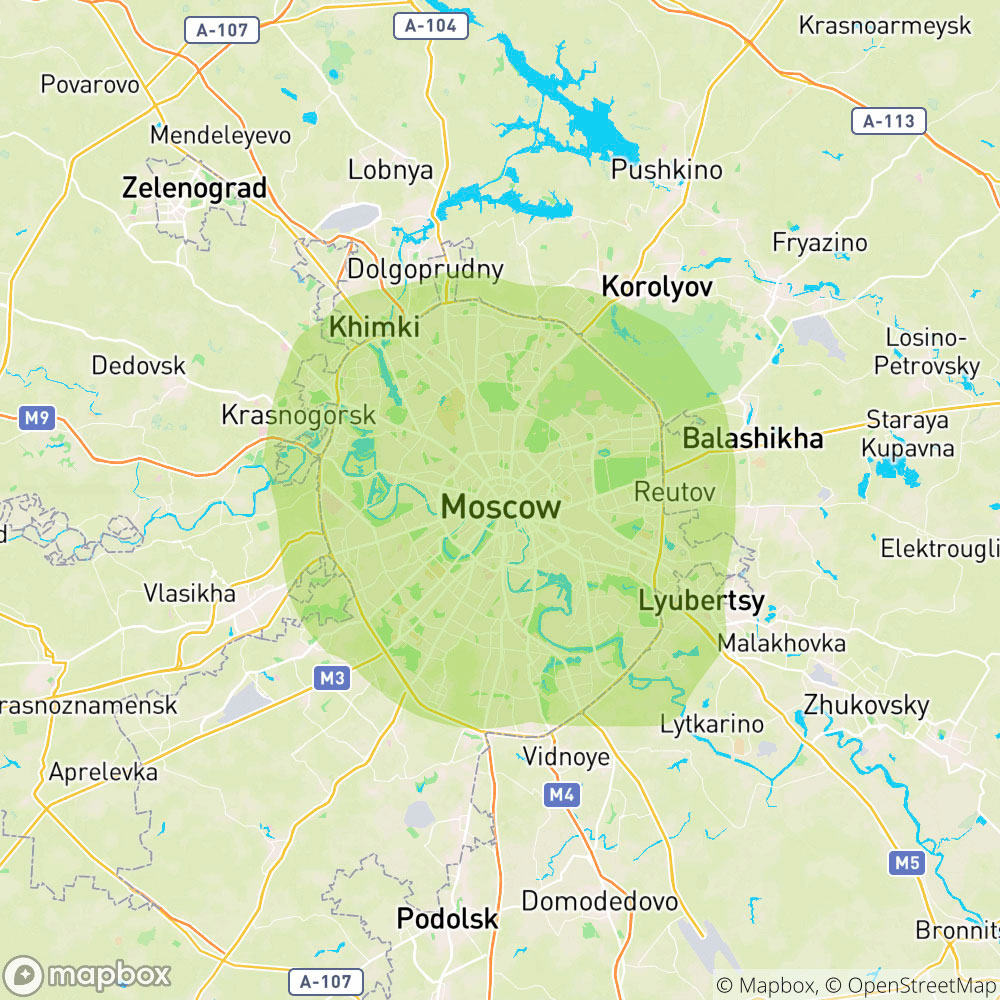 A-107
A-104
Krasnoarmeysk
Povarovo
A-113
Mendeleyevo
Lobnya
Pushkino
Zelenograd
Fryazino
Dolgoprudny
Korolyov
Khimki
Losino-
Petrovsky
Dedovsk
M9
Krasnogorsk
Staraya
Kupavna
Balashikha
Reutov
Moscow
d
Elektrougli
Vlasikha
Lyubertsy
Malakhovka
M3
rasnoznamensk
Zhukovsky
Lytkarino
Vidnoye
Aprelevka
M4
M5
Domodedovo
Podolsk
Bronnits
mapbox
A-107
© Mapbox, © OpenStreetMap